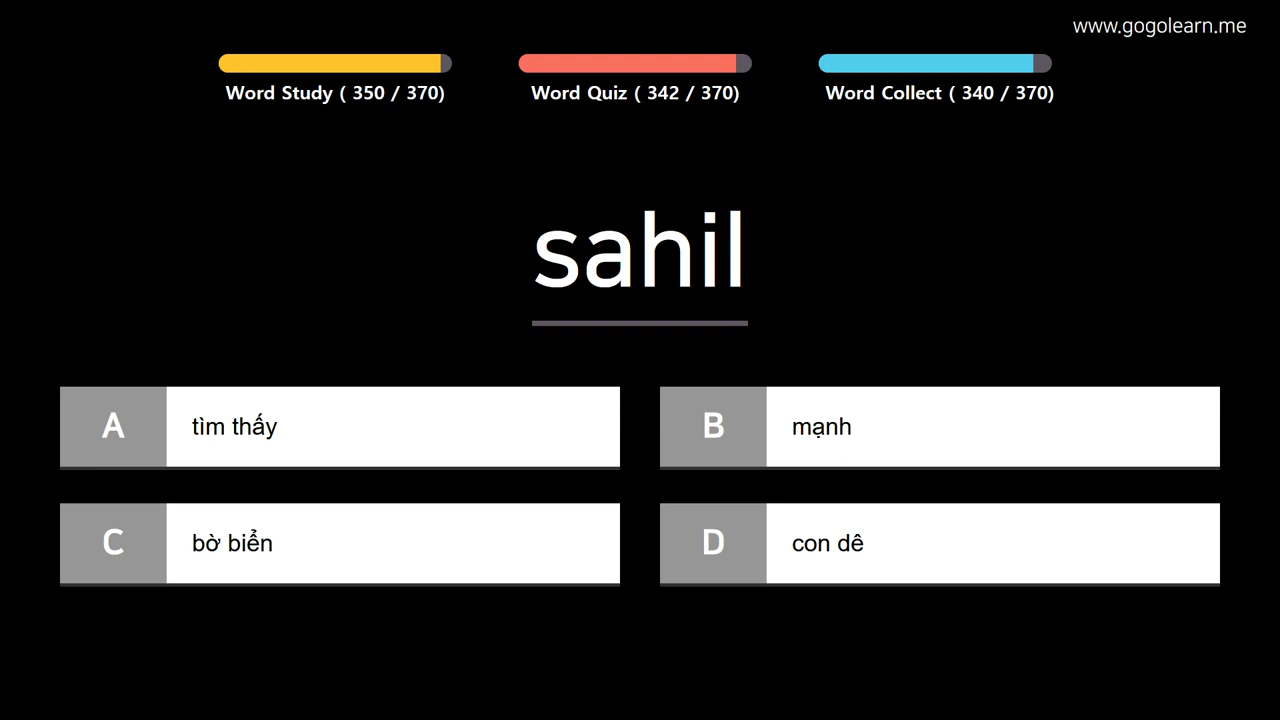 www.gogolearn.me
Word Study ( 350 / 370)
Word Quiz ( 342 / 370)
Word Collect ( 340 / 370)
sahil
A tìm thấy
B mạnh
C bờ biển
D con dê